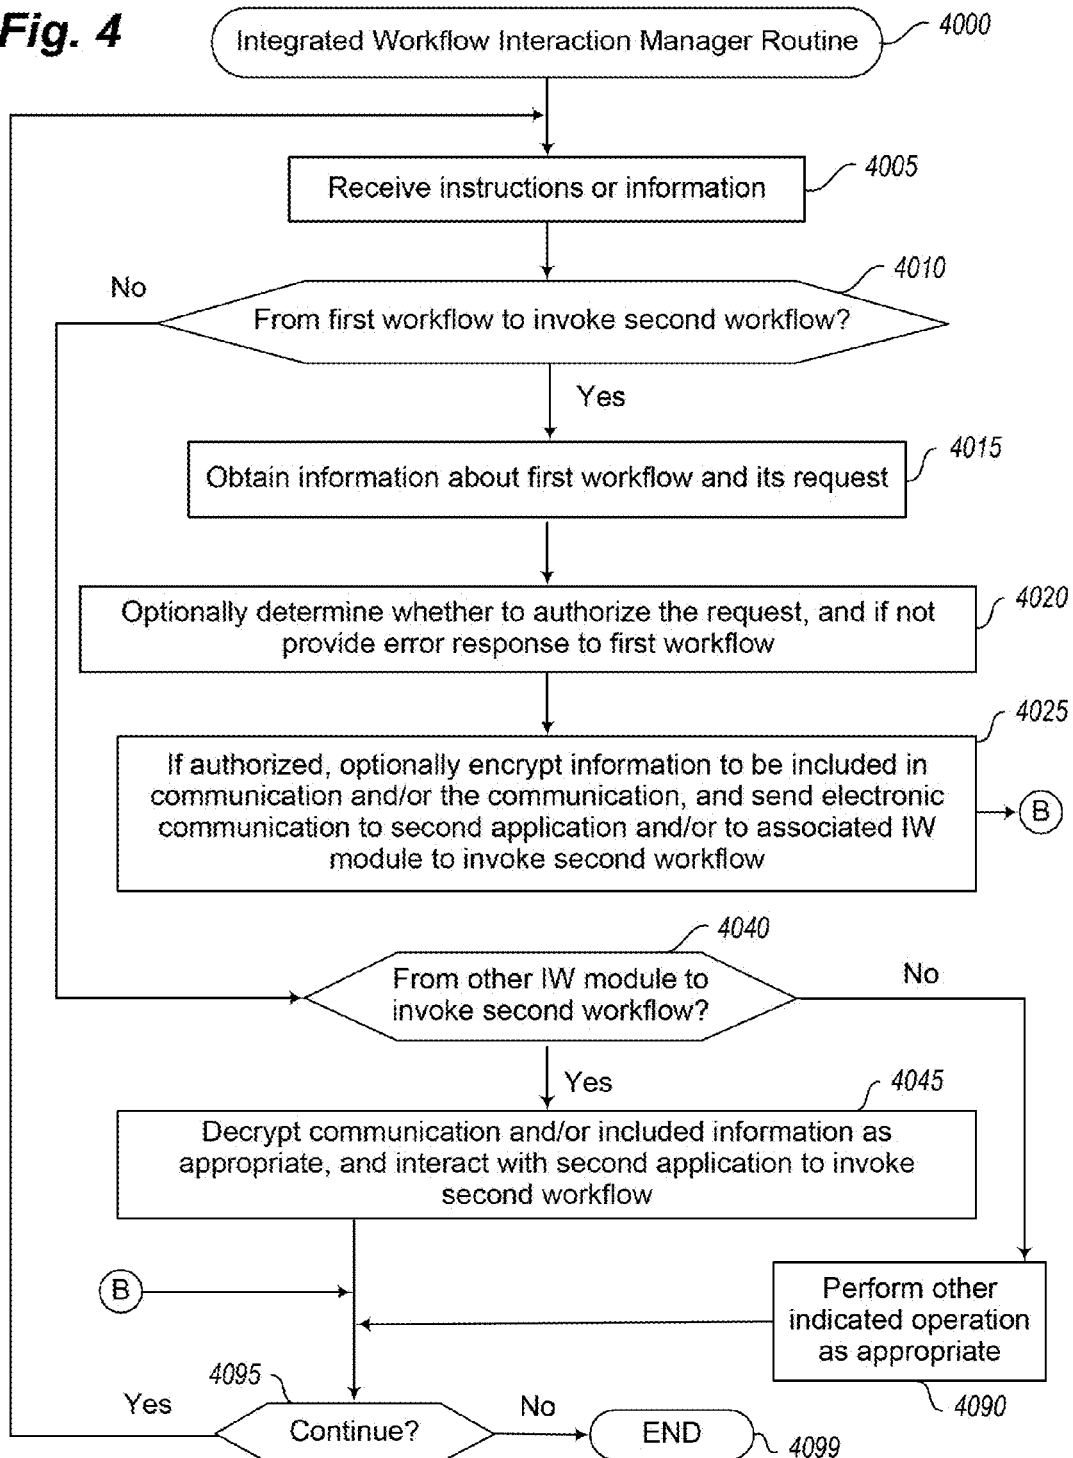 Fig. 4
Integrated Workflow Interaction Manager Routine
4000
Receive instructions or information
4005
4010
No
From first workflow to invoke second workflow?
Yes
4015
Obtain information about first workflow and its request
4020
Optionally determine whether to authorize the request, and if not
provide error response to first workflow
4025
If authorized, optionally encrypt information to be included in
communication and/or the communication, and send electronic
communication to second application and/or to associated IW
module to invoke second workflow
B
4040
From other IW module to
invoke second workflow?
No
Yes
4045
Decrypt communication and/or included information as
appropriate, and interact with second application to invoke
second workflow
B
Perform other
indicated operation
as appropriate
4090
4095
Yes
Continue?
No
END
4099